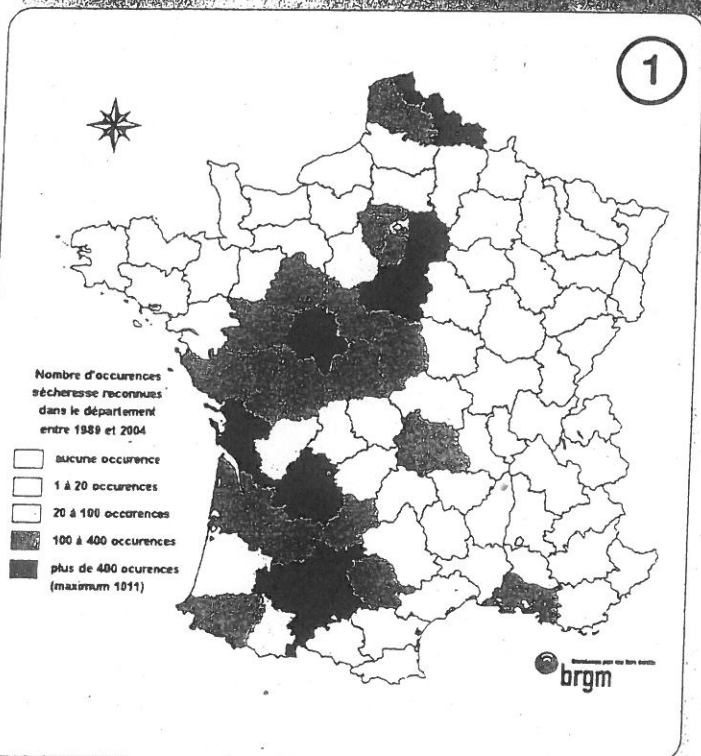 1
Nombre d'occurences
sécheresse reconnues
dans le département
entre 1989 et 2004
aucune occurence
1 à 20 occurences
20 à 100 occurences
100 à 400 occurences
plus de 400 ocurences
(maximum 1011)
brgm